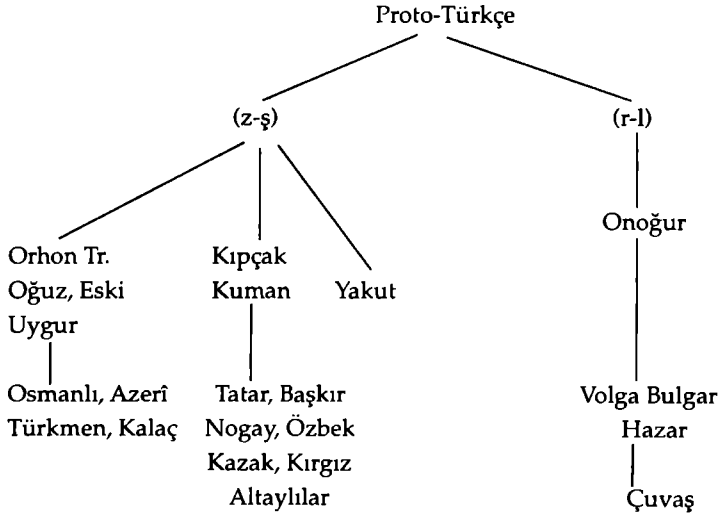 Proto-Türkçe
(z-ş)
(r-l)
Onoğur
Orhon Tr.
Oğuz, Eski
Uygur
Kıpçak
Kuman
Yakut
Osmanlı, Azerî
Türkmen, Kalaç
Tatar, Başkır
Nogay, Özbek
Kazak, Kırgız
Altaylılar
Volga Bulgar
Hazar
Çuvaş